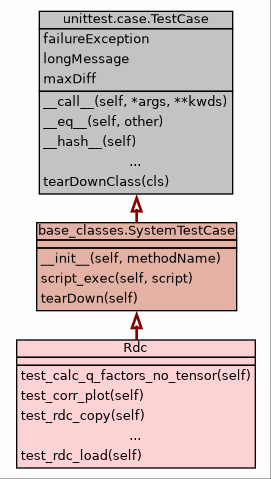 unittest.case.TestCase
failureException
longMessage
maxDiff
__call__(self, *args, **kwds)
__eq__(self, other)
__hash__(self)
...
tearDownClass(cls)
base_classes.SystemTestCase
__init__(self, methodName)
script_exec(self, script)
tearDown(self)
Rdc
test_calc_q_factors_no_tensor(self)
test_corr_plot(self)
test_rdc_copy(self)
...
test_rdc_load(self)